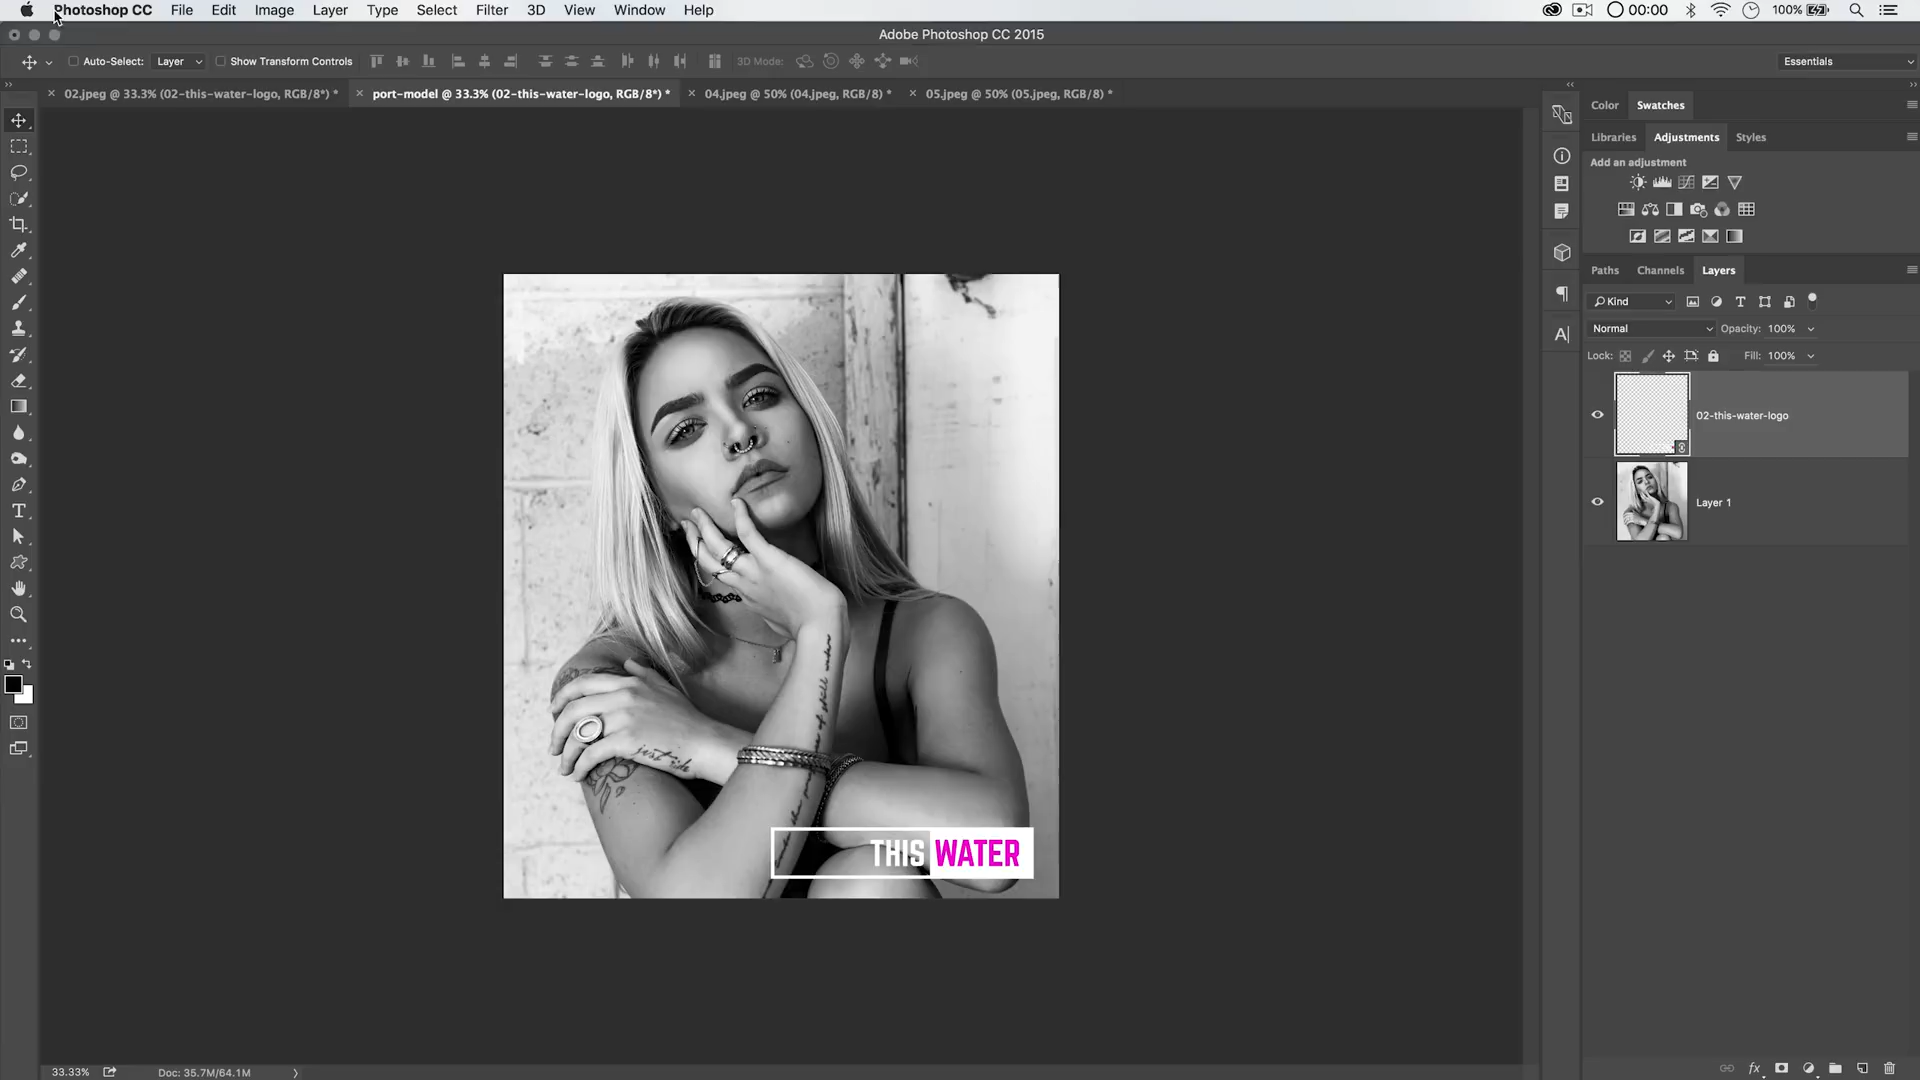 Photoshop CC File Edit Image Layer Type Select Filter 3D View Window Help 00:00 100%
Adobe Photoshop CC 2015
Auto-Select: Layer Show Transform Controls 3D Mode: Essentials
02.jpeg @ 33.3% (02-this-water-logo, RGB/8*) * port-model @ 33.3% (02-this-water-logo, RGB/8*) * 04.jpeg @ 50% (04.jpeg, RGB/8) * 05.jpeg @ 50% (05.jpeg, RGB/8) *
Color Swatches
Libraries Adjustments Styles
Add an adjustment
Paths Channels Layers
Kind
Normal Opacity: 100%
Lock: Fill: 100%
02-this-water-logo
Layer 1
THIS WATER
33.33% Doc: 35.7M/64.1M
fx